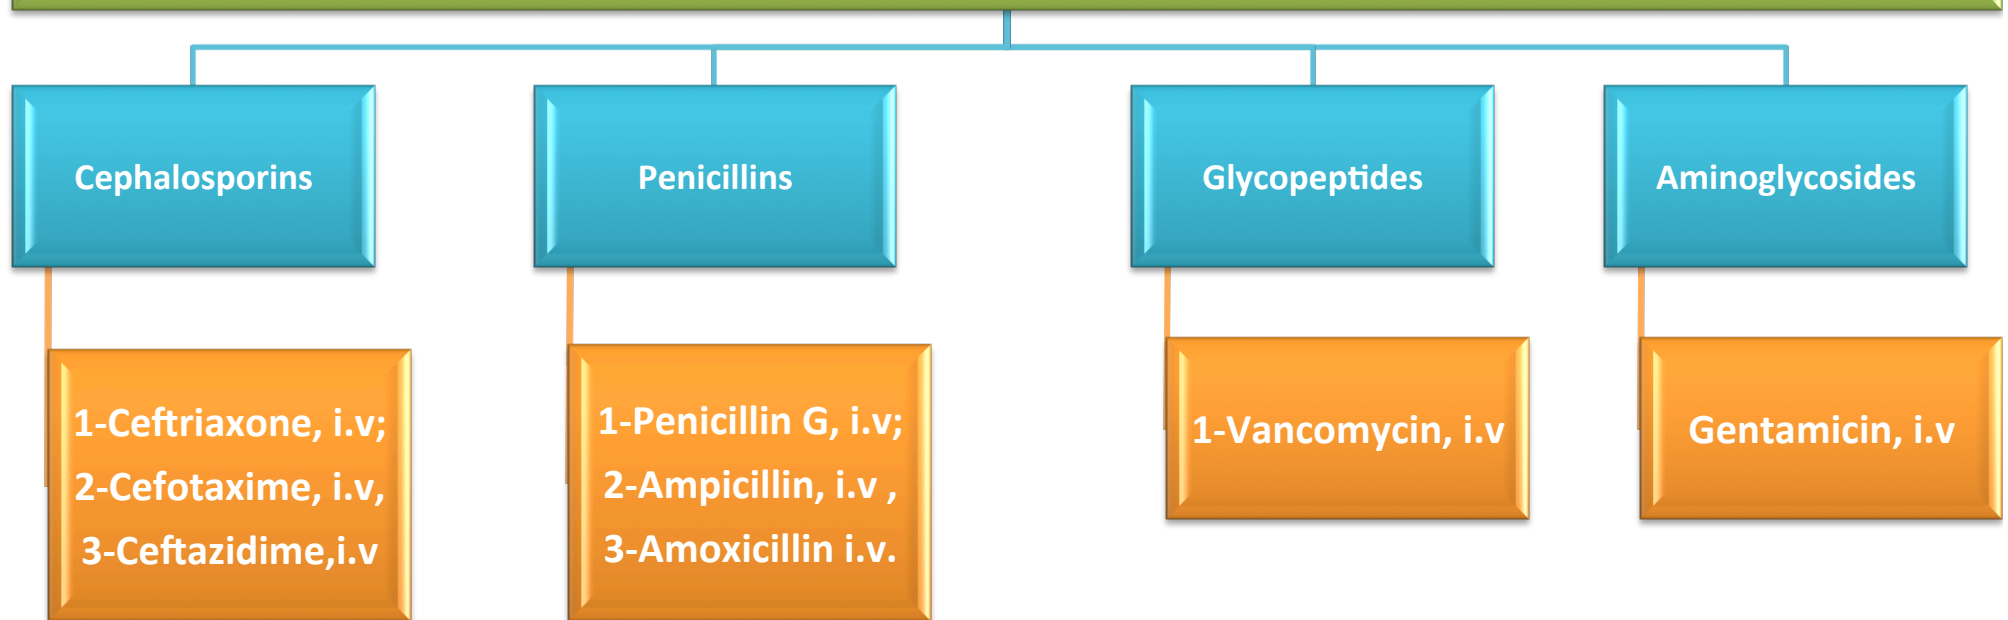 Cephalosporins
Penicillins
Glycopeptides
Aminoglycosides
1-Ceftriaxone, i.v;
2-Cefotaxime, i.v,
3-Ceftazidime,i.v
1-Penicillin G, i.v;
2-Ampicillin, i.v ,
3-Amoxicillin i.v.
1-Vancomycin, i.v
Gentamicin, i.v